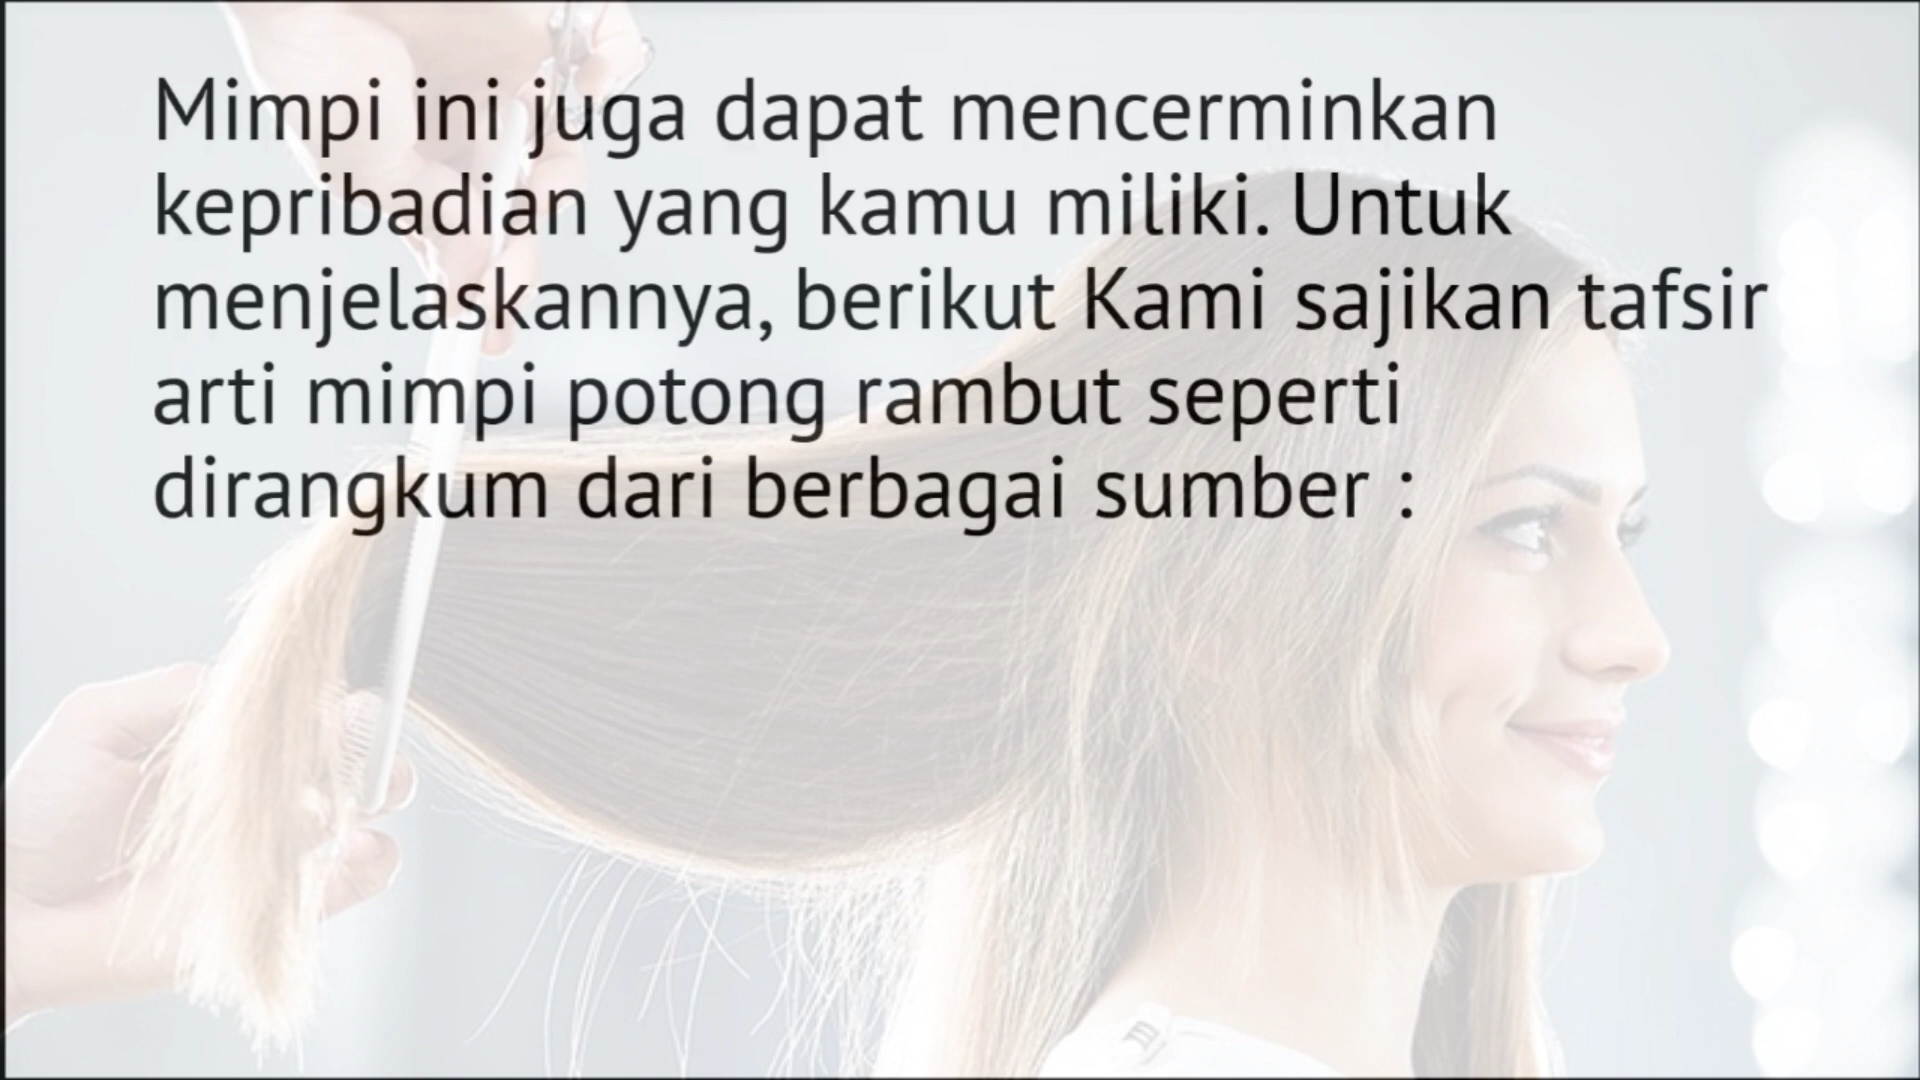 Mimpi ini juga dapat mencerminkan
kepribadian yang kamu miliki. Untuk
menjelaskannya, berikut Kami sajikan tafsir
arti mimpi potong rambut seperti
dirangkum dari berbagai sumber :